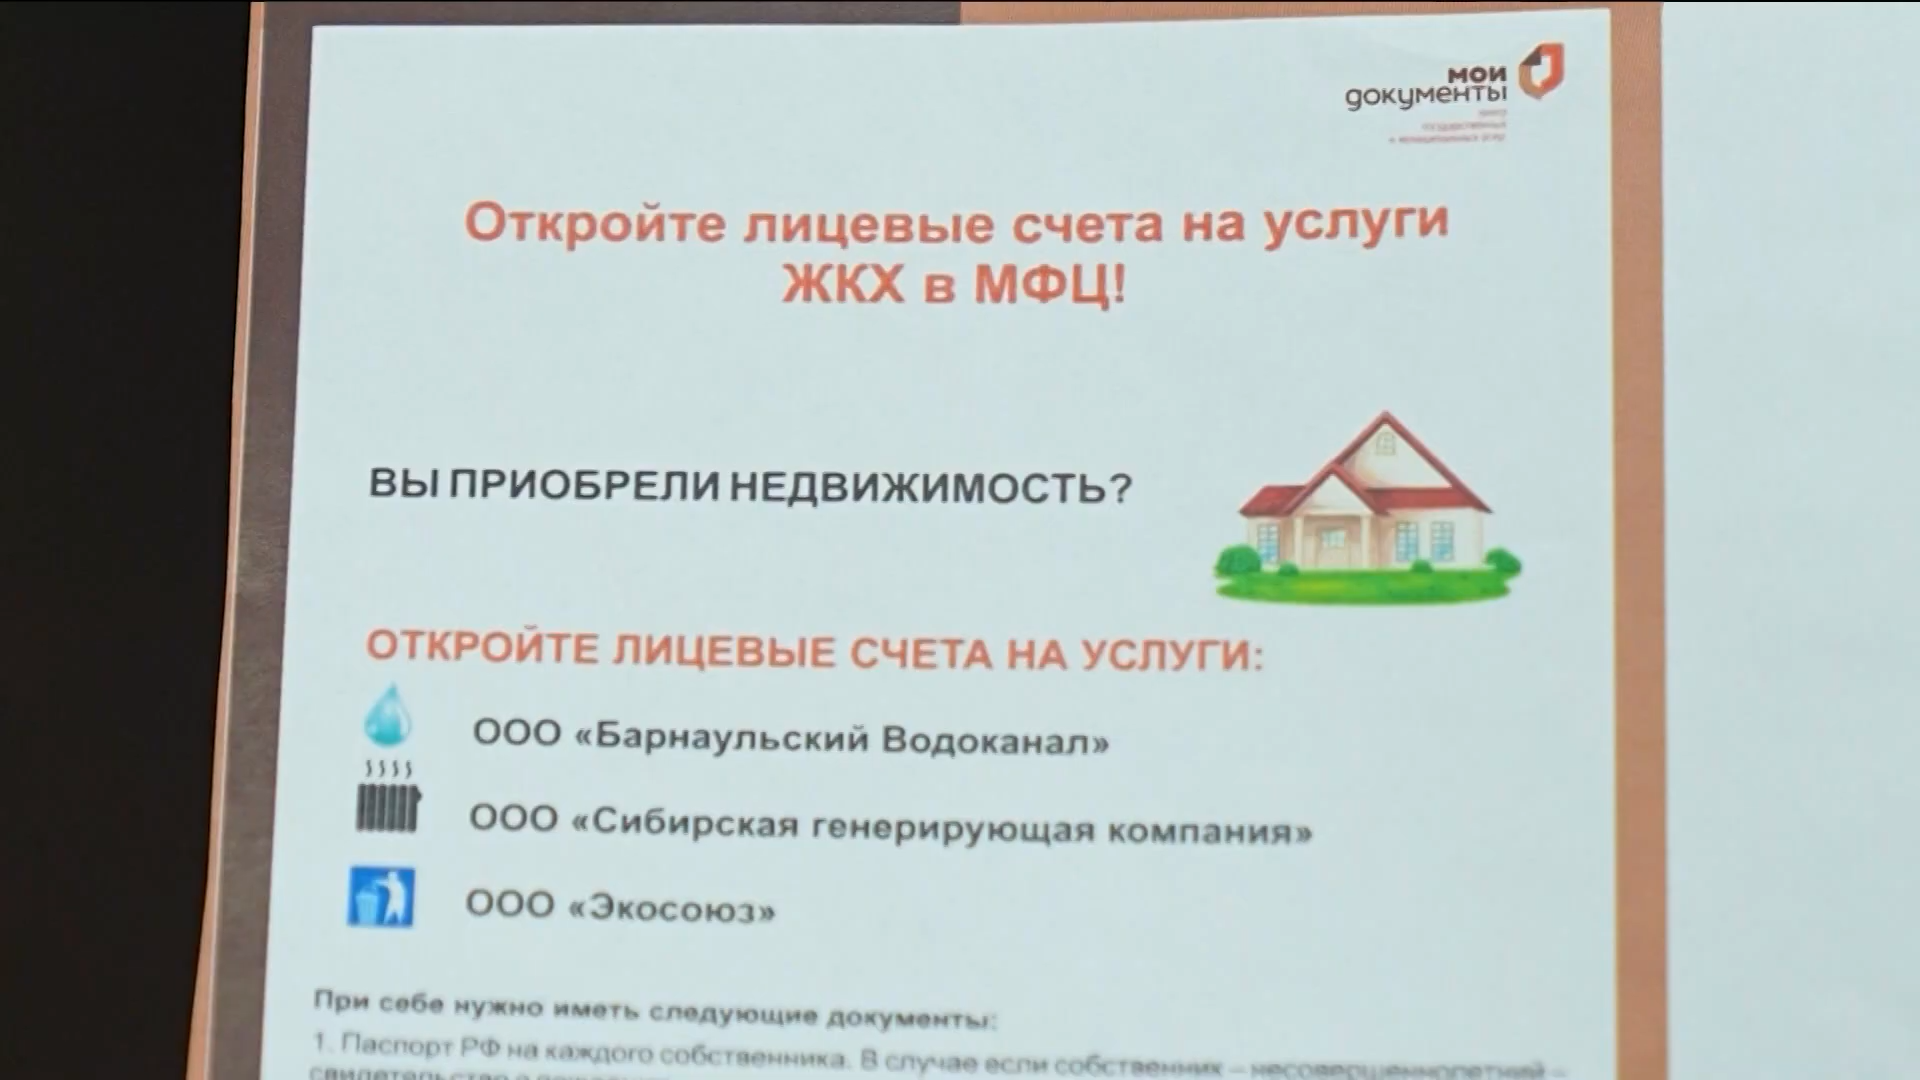 мои
документы
Откройте лицевые счета на услуги
ЖКХ в МФЦ!
ВЫ ПРИОБРЕЛИ НЕДВИЖИМОСТЬ?
ОТКРОЙТЕ ЛИЦЕВЫЕ СЧЕТА НА УСЛУГИ:
ООО «Барнаульский Водоканал»
ООО «Сибирская генерирующая компания»
ООО «Экосоюз»
При себе нужно иметь следующие документы:
1. Паспорт РФ на каждого собственника. В случае если собственник – несовершеннолетний –